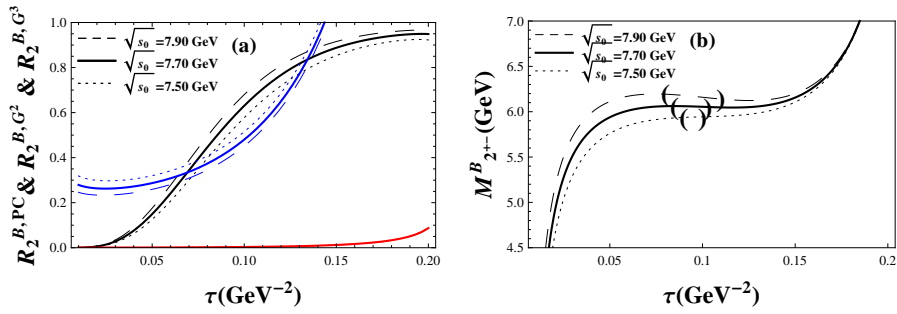 R₂ᴮ,ᴾꟲ & R₂ᴮ,ᴳ² & R₂ᴮ,ᴳ³
1.0
0.8
0.6
0.4
0.2
0.0
√s₀ =7.90 GeV
(a)
√s₀ =7.70 GeV
√s₀ =7.50 GeV
0.05
0.10
0.15
0.20
τ(GeV⁻²)
Mᴮ₂₊₋(GeV)
7.0
6.5
6.0
5.5
5.0
4.5
√s₀ =7.90 GeV
√s₀ =7.70 GeV
(b)
√s₀ =7.50 GeV
( )
( )
( )
0.05
0.1
0.15
0.2
τ(GeV⁻²)